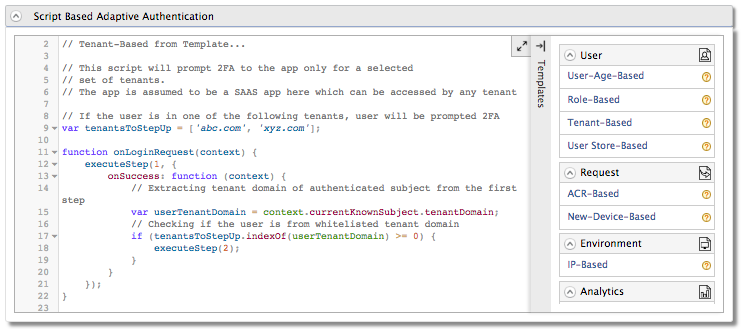 Script Based Adaptive Authentication
2 // Tenant-Based from Template...
3
4 // This script will prompt 2FA to the app only for a selected
5 // set of tenants.
6 // The app is assumed to be a SAAS app here which can be accessed by any tenant
7
8 // If the user is in one of the following tenants, user will be prompted 2FA
9 var tenantsToStepUp = ['abc.com', 'xyz.com'];
10
11 function onLoginRequest(context) {
12 executeStep(1, {
13 onSuccess: function (context) {
14 // Extracting tenant domain of authenticated subject from the first
step
15 var userTenantDomain = context.currentKnownSubject.tenantDomain;
16 // Checking if the user is from whitelisted tenant domain
17 if (tenantsToStepUp.indexOf(userTenantDomain) >= 0) {
18 executeStep(2);
19 }
20 }
21 });
22 }
23
Templates
User
User-Age-Based
Role-Based
Tenant-Based
User Store-Based
Request
ACR-Based
New-Device-Based
Environment
IP-Based
Analytics